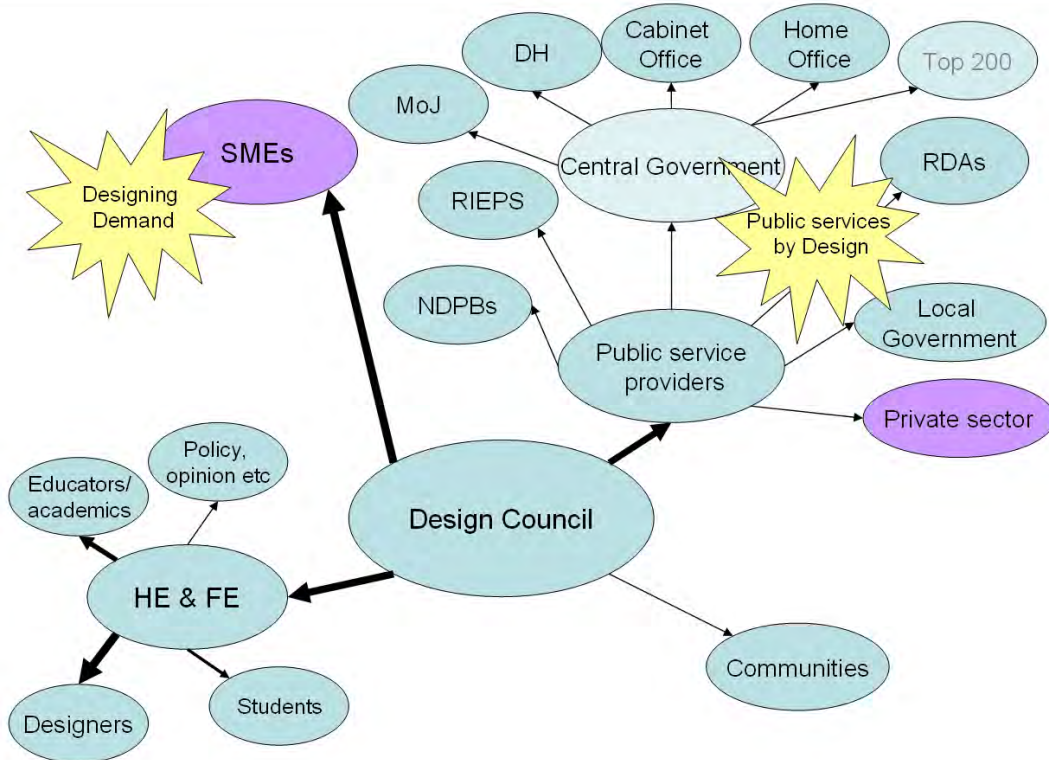 Cabinet
Office
Home
Office
DH
Top 200
MoJ
SMEs
Central Government
RDAs
Designing
Demand
RIEPS
Public services
by Design
NDPBs
Local
Government
Public service
providers
Private sector
Policy,
opinion etc
Educators/
academics
Design Council
HE & FE
Communities
Students
Designers